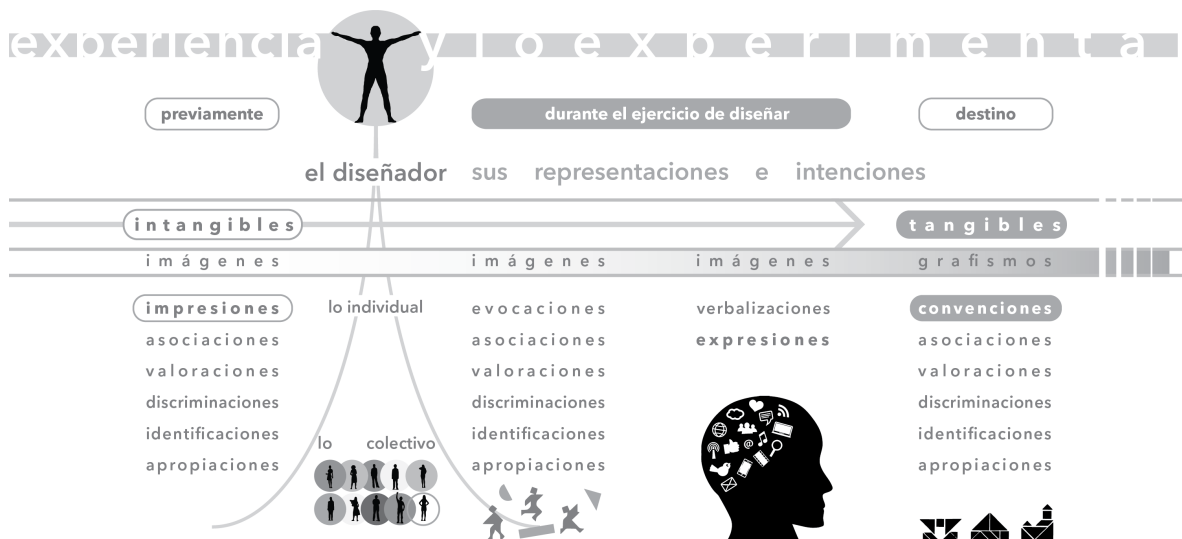 experiencia y lo experimenta
previamente
durante el ejercicio de diseñar
destino
el diseñador sus representaciones e intenciones
intangibles
tangibles
imágenes
imágenes
imágenes
grafismos
impresiones
lo individual
evocaciones
verbalizaciones
convenciones
asociaciones
asociaciones
expresiones
asociaciones
valoraciones
valoraciones
valoraciones
discriminaciones
discriminaciones
discriminaciones
identificaciones
lo colectivo
identificaciones
identificaciones
apropiaciones
apropiaciones
apropiaciones
@